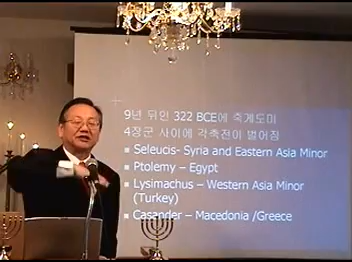 9년 뒤인 322 BCE에 죽게되미
4장군 사이에 각축전이 벌어짐
Seleucis- Syria and Eastern Asia Minor
Ptolemy – Egypt
Lysimachus – Western Asia Minor
(Turkey)
Casander – Macedonia /Greece